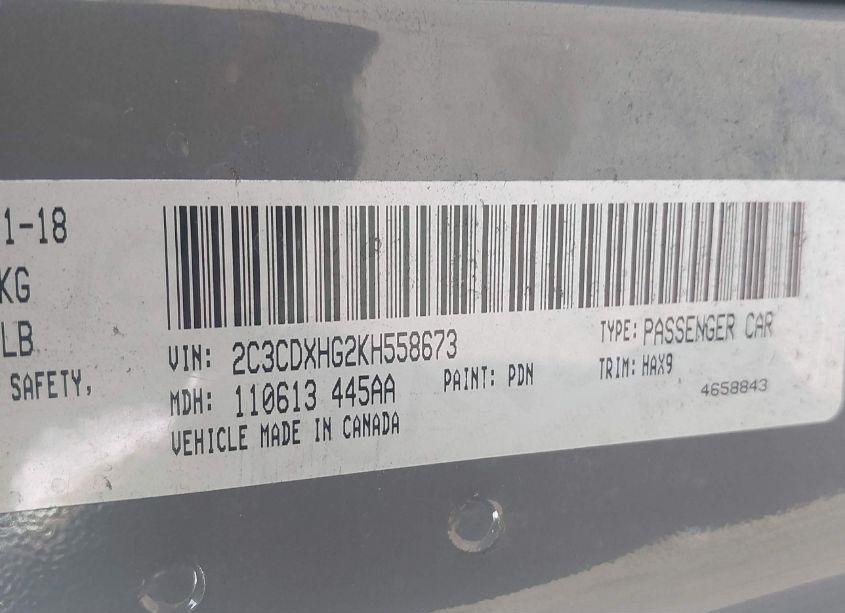 1-18
KG
LB
SAFETY,
VIN: 2C3CDXHG2KH558673
TYPE: PASSENGER CAR
MDH: 110613 445AA
PAINT: PDN
TRIM: HAX9
4658843
VEHICLE MADE IN CANADA